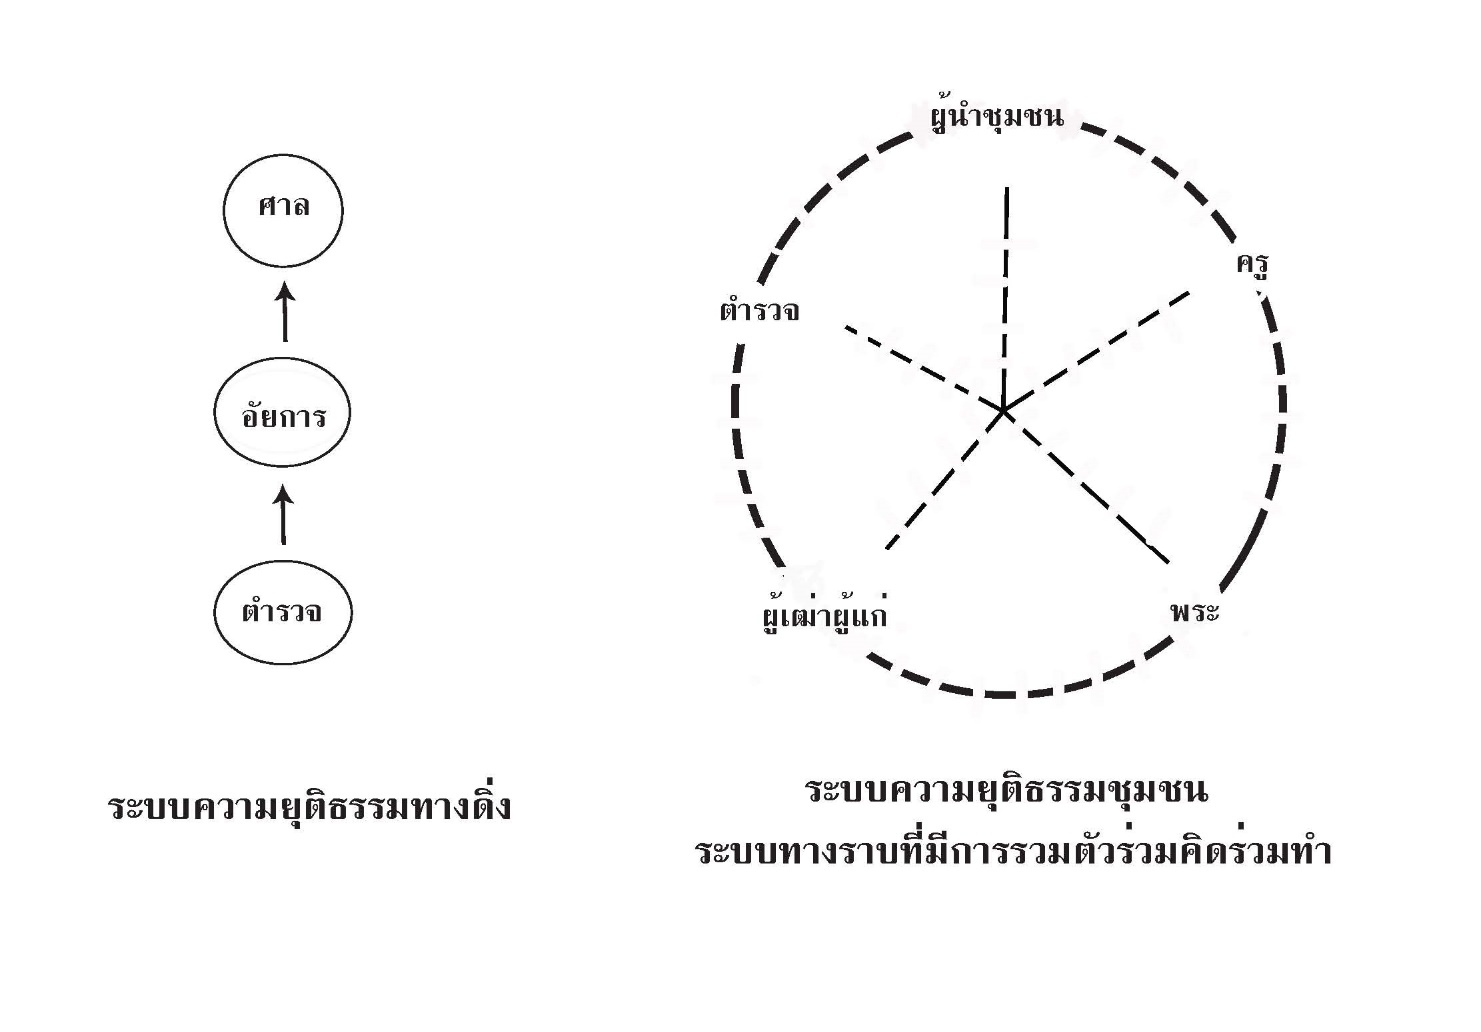 ศาล
อัยการ
ตำรวจ
ระบบความยุติธรรมทางดิ่ง
ผู้นำชุมชน
ครู
ตำรวจ
ผู้เฒ่าผู้แก่
พระ
ระบบความยุติธรรมชุมชน
ระบบทางราบที่มีการรวมตัวร่วมคิดร่วมทำ